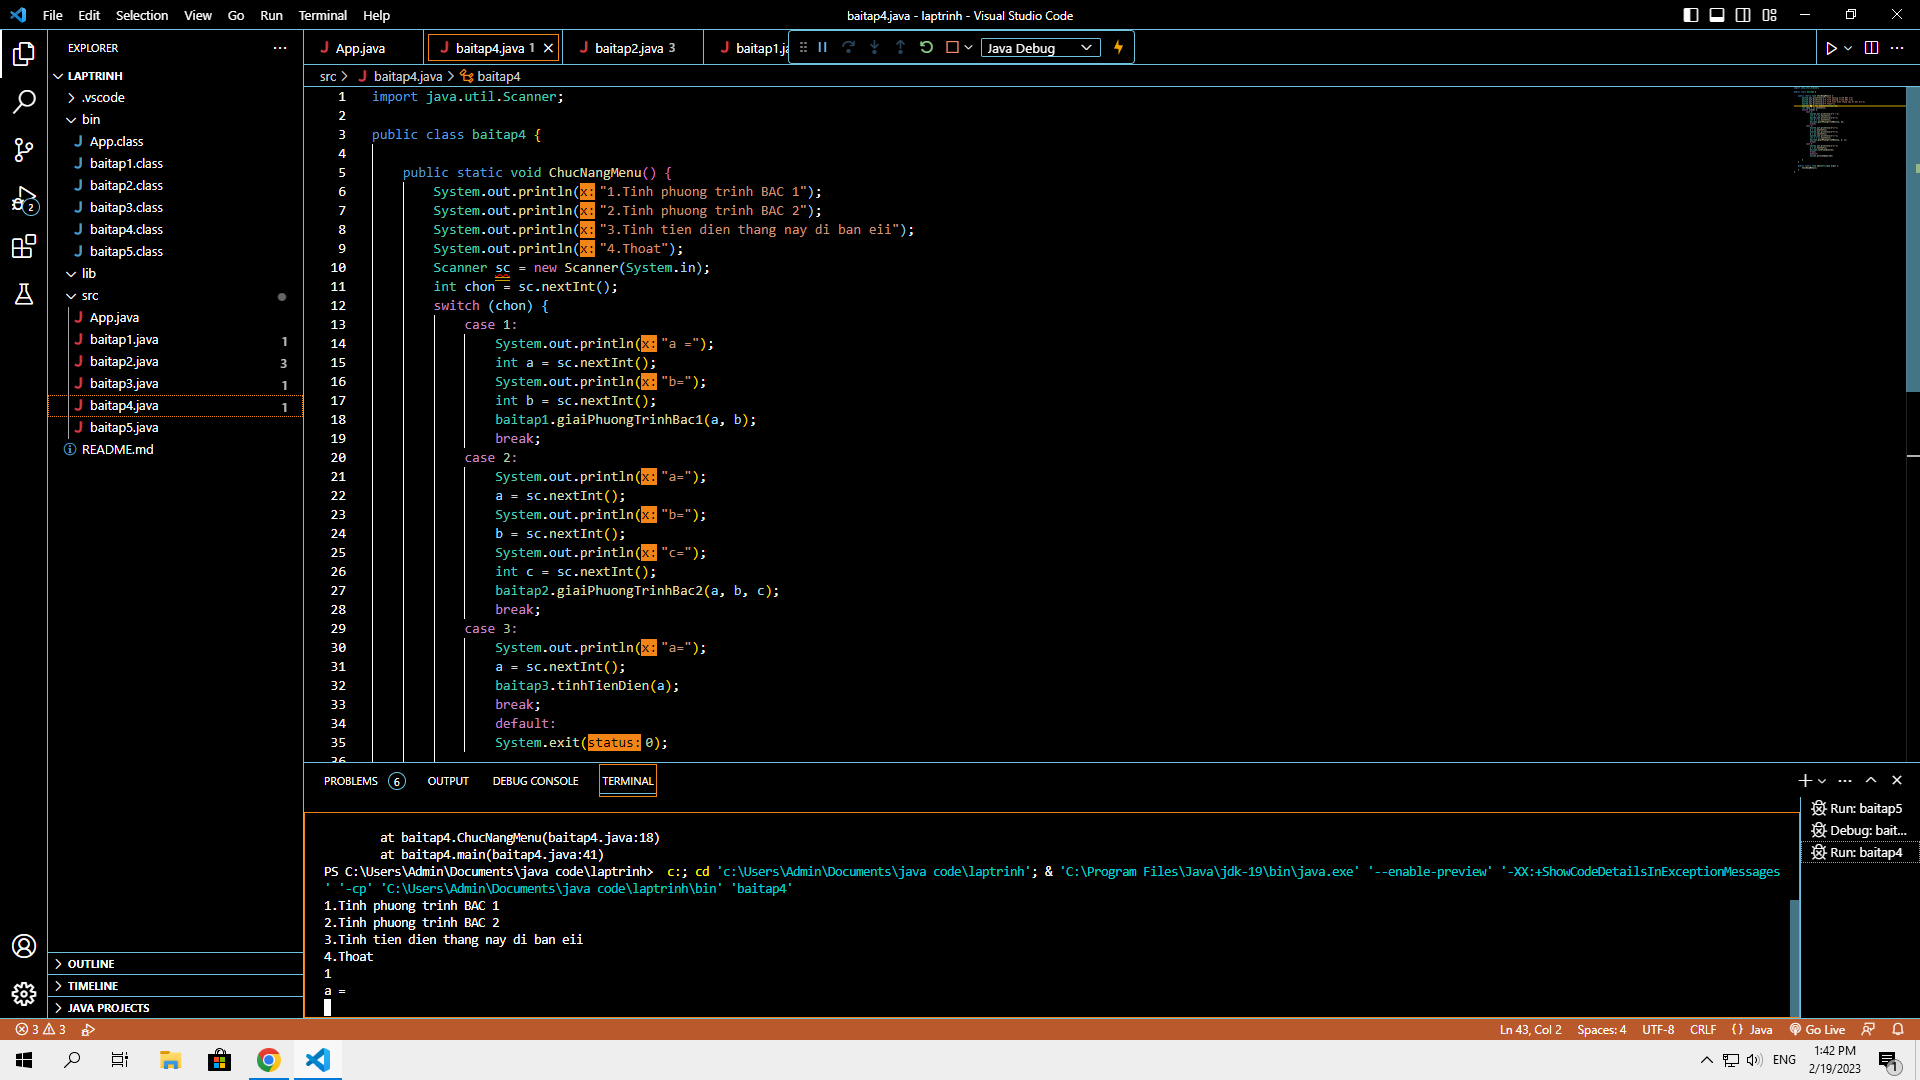 File Edit Selection View Go Run Terminal Help
baitap4.java - laptrinh - Visual Studio Code
EXPLORER
LAPTRINH
.vscode
bin
App.class
baitap1.class
baitap2.class
baitap3.class
baitap4.class
baitap5.class
lib
src
App.java
baitap1.java 1
baitap2.java 3
baitap3.java 1
baitap4.java 1
baitap5.java
README.md
OUTLINE
TIMELINE
JAVA PROJECTS
2
App.java baitap4.java 1 baitap2.java 3 baitap1.ja
Java Debug
src > baitap4.java > baitap4
1 import java.util.Scanner;
2
3 public class baitap4 {
4
5 public static void ChucNangMenu() {
6 System.out.println(x: "1.Tinh phuong trinh BAC 1");
7 System.out.println(x: "2.Tinh phuong trinh BAC 2");
8 System.out.println(x: "3.Tinh tien dien thang nay di ban eii");
9 System.out.println(x: "4.Thoat");
10 Scanner sc = new Scanner(System.in);
11 int chon = sc.nextInt();
12 switch (chon) {
13 case 1:
14 System.out.println(x: "a =");
15 int a = sc.nextInt();
16 System.out.println(x: "b=");
17 int b = sc.nextInt();
18 baitap1.giaiPhuongTrinhBac1(a, b);
19 break;
20 case 2:
21 System.out.println(x: "a=");
22 a = sc.nextInt();
23 System.out.println(x: "b=");
24 b = sc.nextInt();
25 System.out.println(x: "c=");
26 int c = sc.nextInt();
27 baitap2.giaiPhuongTrinhBac2(a, b, c);
28 break;
29 case 3:
30 System.out.println(x: "a=");
31 a = sc.nextInt();
32 baitap3.tinhTienDien(a);
33 break;
34 default:
35 System.exit(status: 0);
36
PROBLEMS 6 OUTPUT DEBUG CONSOLE TERMINAL
at baitap4.ChucNangMenu(baitap4.java:18)
at baitap4.main(baitap4.java:41)
PS C:\Users\Admin\Documents\java code\laptrinh> c:; cd 'c:\Users\Admin\Documents\java code\laptrinh'; & 'C:\Program Files\Java\jdk-19\bin\java.exe' '--enable-preview' '-XX:+ShowCodeDetailsInExceptionMessages
' '-cp' 'C:\Users\Admin\Documents\java code\laptrinh\bin' 'baitap4'
1.Tinh phuong trinh BAC 1
2.Tinh phuong trinh BAC 2
3.Tinh tien dien thang nay di ban eii
4.Thoat
1
a =
Run: baitap5
Debug: bait...
Run: baitap4
3 3
Ln 43, Col 2 Spaces: 4 UTF-8 CRLF {} Java Go Live
ENG
1:42 PM
2/19/2023
1